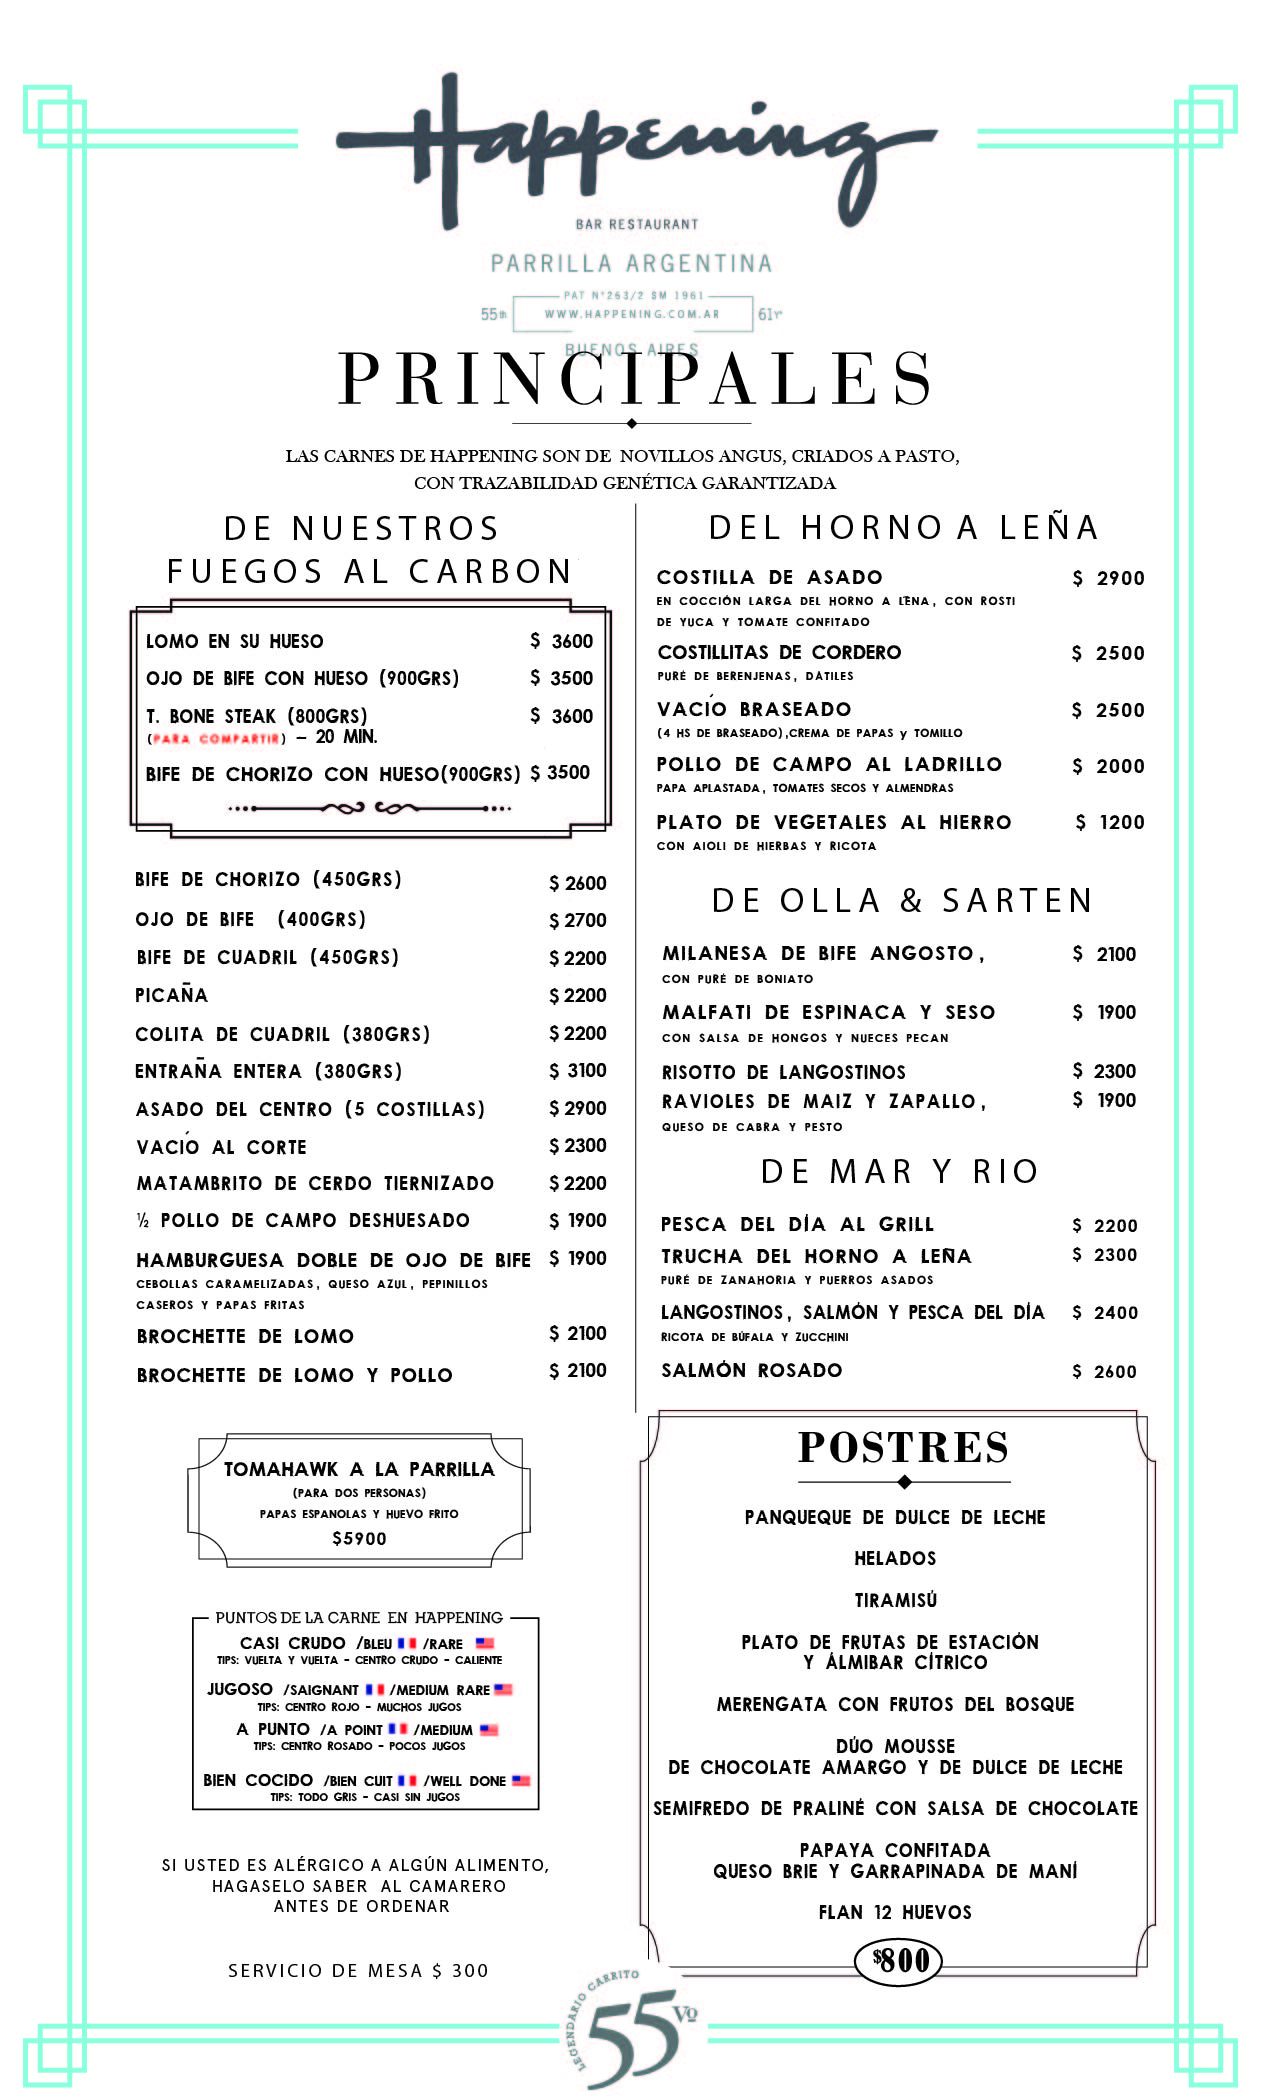 Happening
BAR RESTAURANT
PARRILLA ARGENTINA
PAT N°263/2 SM 1961
55th WWW.HAPPENING.COM.AR 61Yº
BUENOS AIRES
PRINCIPALES
LAS CARNES DE HAPPENING SON DE NOVILLOS ANGUS, CRIADOS A PASTO,
CON TRAZABILIDAD GENÉTICA GARANTIZADA
DE NUESTROS
FUEGOS AL CARBON
LOMO EN SU HUESO $ 3600
OJO DE BIFE CON HUESO (900GRS) $ 3500
T. BONE STEAK (800GRS) $ 3600
(PARA COMPARTIR) – 20 MIN.
BIFE DE CHORIZO CON HUESO(900GRS) $ 3500
BIFE DE CHORIZO (450GRS) $ 2600
OJO DE BIFE (400GRS) $ 2700
BIFE DE CUADRIL (450GRS) $ 2200
PICAÑA $ 2200
COLITA DE CUADRIL (380GRS) $ 2200
ENTRAÑA ENTERA (380GRS) $ 3100
ASADO DEL CENTRO (5 COSTILLAS) $ 2900
VACÍO AL CORTE $ 2300
MATAMBRITO DE CERDO TIERNIZADO $ 2200
½ POLLO DE CAMPO DESHUESADO $ 1900
HAMBURGUESA DOBLE DE OJO DE BIFE $ 1900
CEBOLLAS CARAMELIZADAS, QUESO AZUL, PEPINILLOS
CASEROS Y PAPAS FRITAS
BROCHETTE DE LOMO $ 2100
BROCHETTE DE LOMO Y POLLO $ 2100
TOMAHAWK A LA PARRILLA
(PARA DOS PERSONAS)
PAPAS ESPANOLAS Y HUEVO FRITO
$5900
PUNTOS DE LA CARNE EN HAPPENING
CASI CRUDO /BLEU /RARE
TIPS: VUELTA Y VUELTA – CENTRO CRUDO – CALIENTE
JUGOSO /SAIGNANT /MEDIUM RARE
TIPS: CENTRO ROJO – MUCHOS JUGOS
A PUNTO /A POINT /MEDIUM
TIPS: CENTRO ROSADO – POCOS JUGOS
BIEN COCIDO /BIEN CUIT /WELL DONE
TIPS: TODO GRIS – CASI SIN JUGOS
SI USTED ES ALÉRGICO A ALGÚN ALIMENTO,
HAGASELO SABER AL CAMARERO
ANTES DE ORDENAR
SERVICIO DE MESA $ 300
DEL HORNO A LEÑA
COSTILLA DE ASADO $ 2900
EN COCCIÓN LARGA DEL HORNO A LEÑA, CON ROSTI
DE YUCA Y TOMATE CONFITADO
COSTILLITAS DE CORDERO $ 2500
PURÉ DE BERENJENAS, DÁTILES
VACÍO BRASEADO $ 2500
(4 HS DE BRASEADO),CREMA DE PAPAS y TOMILLO
POLLO DE CAMPO AL LADRILLO $ 2000
PAPA APLASTADA, TOMATES SECOS Y ALMENDRAS
PLATO DE VEGETALES AL HIERRO $ 1200
CON AIOLI DE HIERBAS Y RICOTA
DE OLLA & SARTEN
MILANESA DE BIFE ANGOSTO, $ 2100
CON PURÉ DE BONIATO
MALFATI DE ESPINACA Y SESO $ 1900
CON SALSA DE HONGOS Y NUECES PECAN
RISOTTO DE LANGOSTINOS $ 2300
RAVIOLES DE MAIZ Y ZAPALLO, $ 1900
QUESO DE CABRA Y PESTO
DE MAR Y RIO
PESCA DEL DÍA AL GRILL $ 2200
TRUCHA DEL HORNO A LEÑA $ 2300
PURÉ DE ZANAHORIA Y PUERROS ASADOS
LANGOSTINOS, SALMÓN Y PESCA DEL DÍA $ 2400
RICOTA DE BÚFALA Y ZUCCHINI
SALMÓN ROSADO $ 2600
POSTRES
PANQUEQUE DE DULCE DE LECHE
HELADOS
TIRAMISÚ
PLATO DE FRUTAS DE ESTACIÓN
Y ÁLMIBAR CÍTRICO
MERENGATA CON FRUTOS DEL BOSQUE
DÚO MOUSSE
DE CHOCOLATE AMARGO Y DE DULCE DE LECHE
SEMIFREDO DE PRALINÉ CON SALSA DE CHOCOLATE
PAPAYA CONFITADA
QUESO BRIE Y GARRAPINADA DE MANÍ
FLAN 12 HUEVOS
$800
LEGENDARIO CARRITO
55Vº